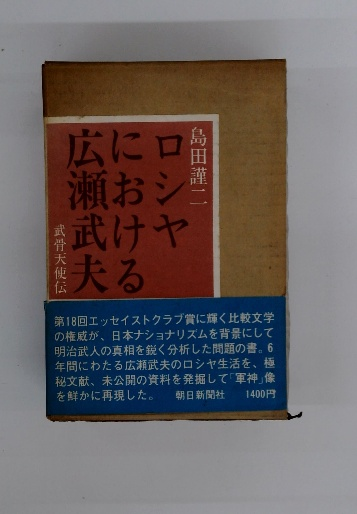 島田謹二
ロシヤ
における
広瀬武夫
武骨天使伝
第18回エッセイストクラブ賞に輝く比較文学
の権威が、日本ナショナリズムを背景にして
明治武人の真相を鋭く分析した問題の書。6
年間にわたる広瀬武夫のロシヤ生活を、極
秘文献、未公開の資料を発掘して「軍神」像
を鮮かに再現した。 朝日新聞社 1400円